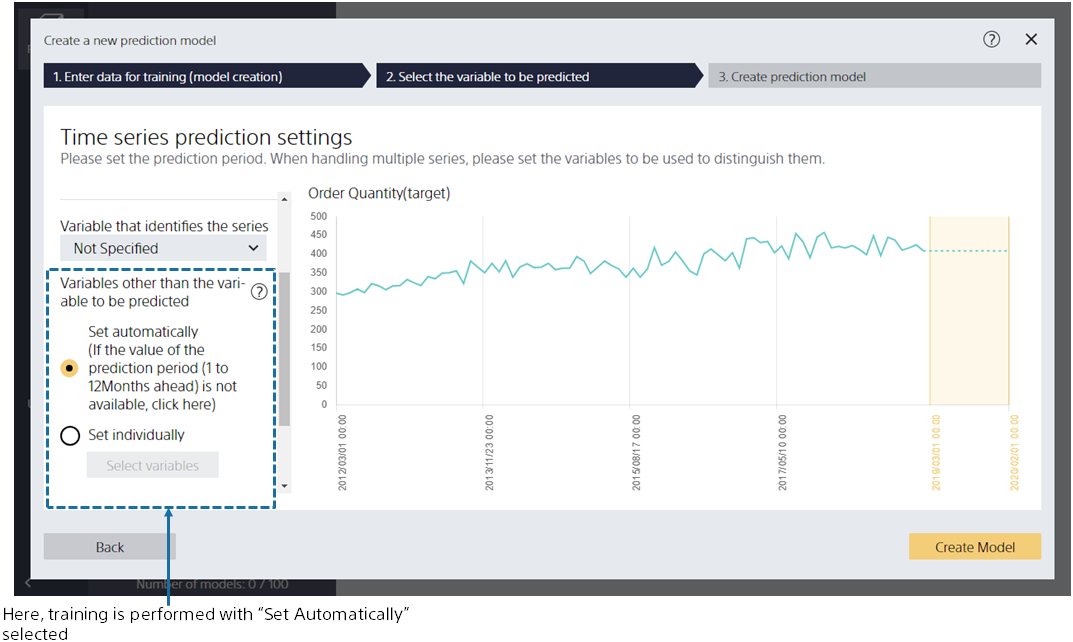 Create a new prediction model
1. Enter data for training (model creation)
2. Select the variable to be predicted
3. Create prediction model
Time series prediction settings
Please set the prediction period. When handling multiple series, please set the variables to be used to distinguish them.
Variable that identifies the series
Not Specified
Variables other than the vari-
able to be predicted
Set automatically
(If the value of the
prediction period (1 to
12Months ahead) is not
available, click here)
Set individually
Select variables
Order Quantity(target)
500
450
400
350
300
250
200
150
100
50
0
2012/03/01 00:00
2013/11/23 00:00
2015/08/17 00:00
2017/05/10 00:00
2019/03/01 00:00
2020/02/01 00:00
Back
Create Model
Number of models: 0 / 100
Here, training is performed with “Set Automatically”
selected